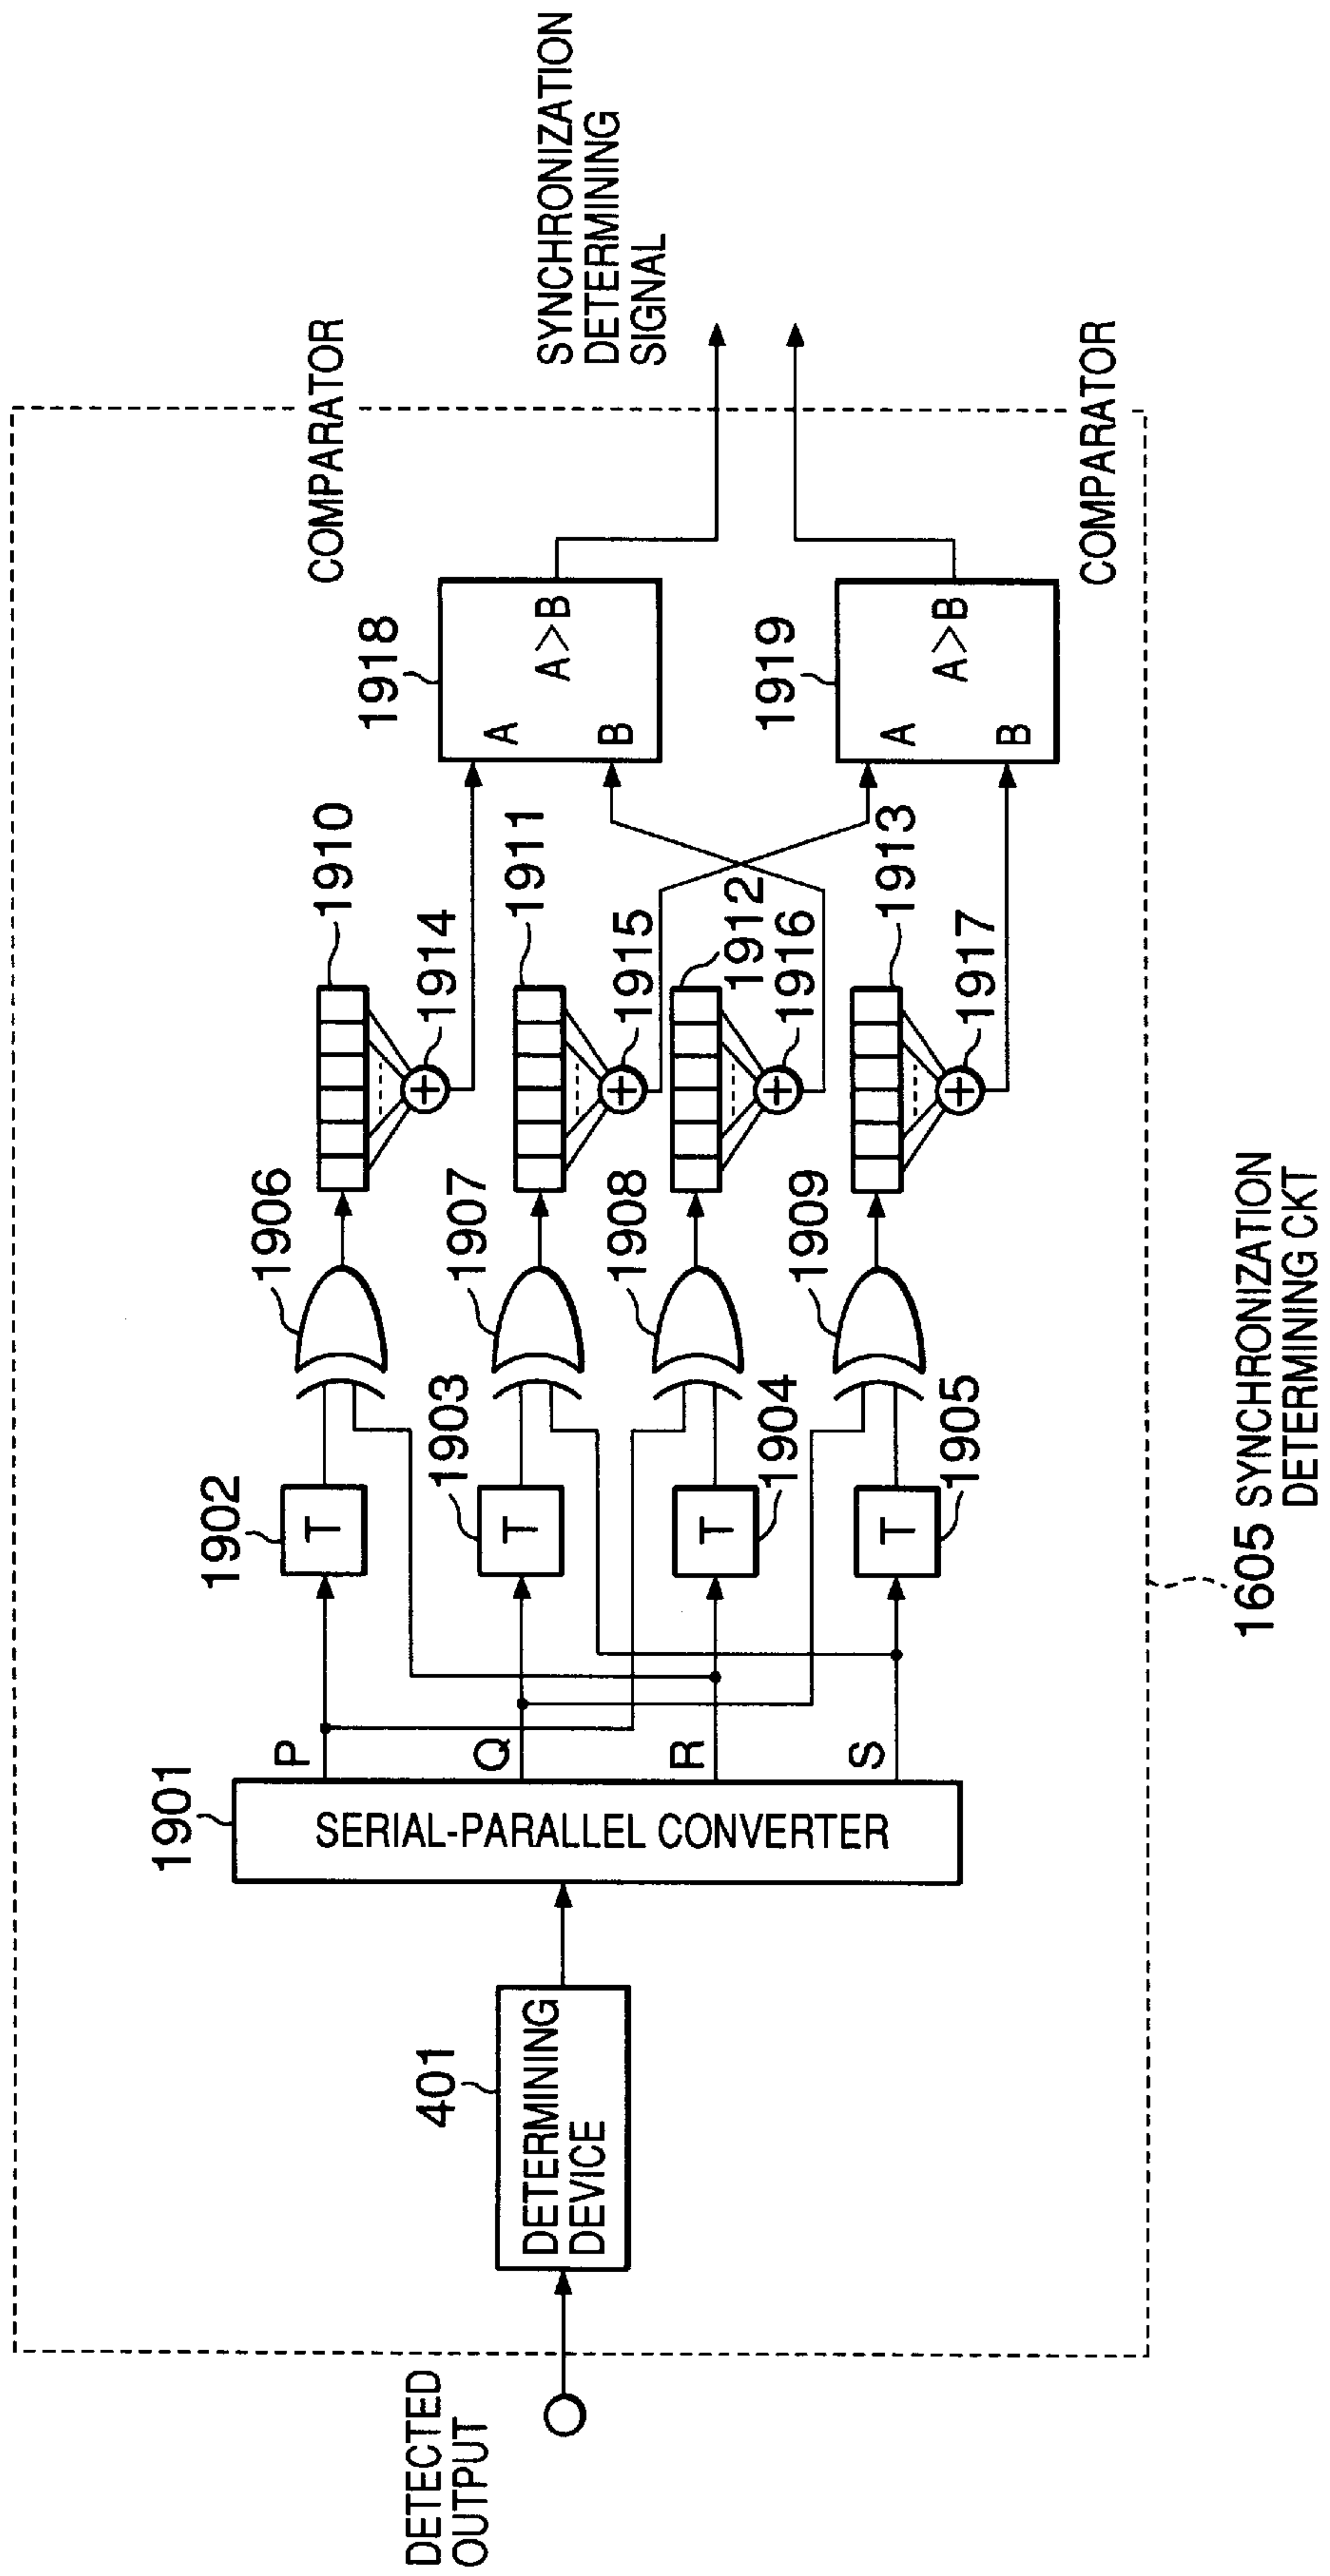 DETECTED
OUTPUT
401
DETERMINING
DEVICE
1901
SERIAL-PARALLEL CONVERTER
P
Q
R
S
1902
T
1903
T
1904
T
1905
T
1906
1907
1908
1909
1910
1914
1911
1915
1912
1916
1913
1917
1918
A
B
A>B
COMPARATOR
1919
A
B
A>B
COMPARATOR
SYNCHRONIZATION
DETERMINING
SIGNAL
1605 SYNCHRONIZATION
DETERMINING CKT